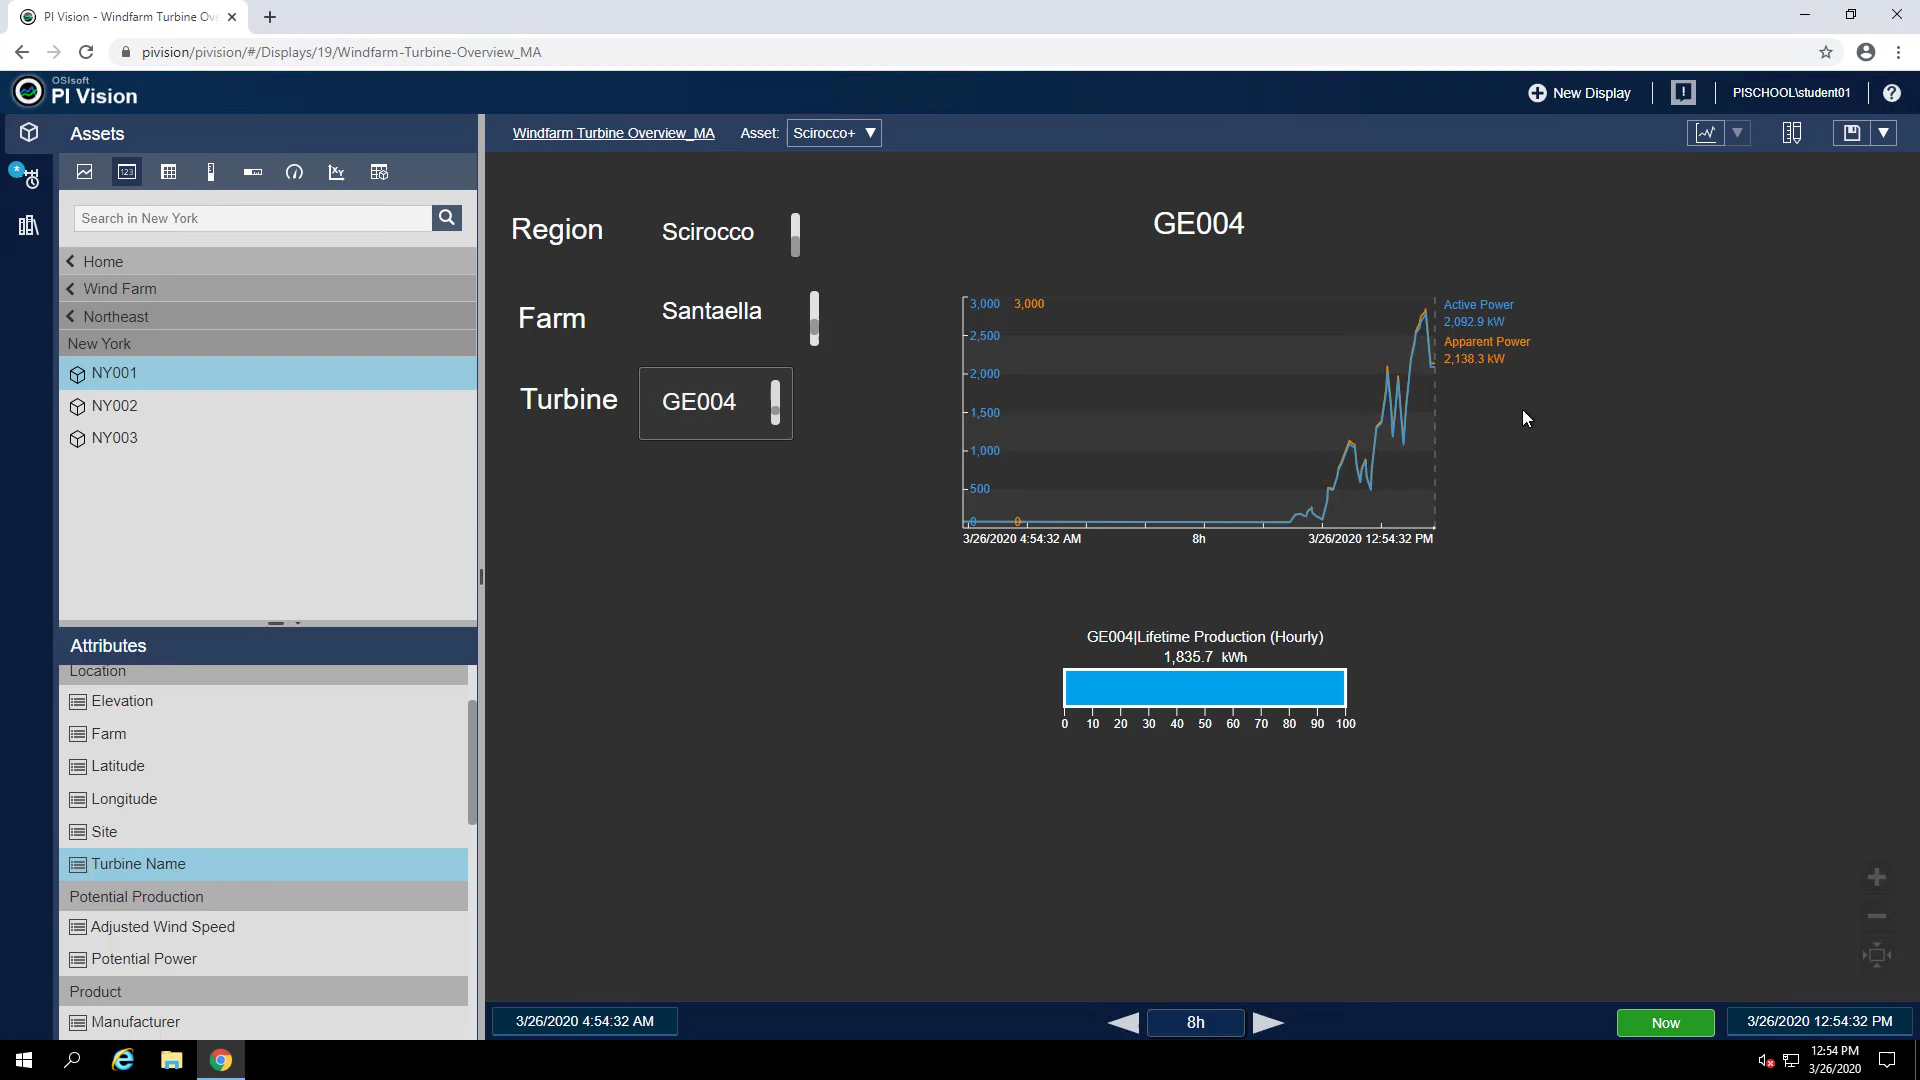 PI Vision - Windfarm Turbine Ov
pivision/pivision/#/Displays/19/Windfarm-Turbine-Overview_MA
OSIsoft
PI Vision
New Display
PISCHOOL\student01
?
Assets
Windfarm Turbine Overview_MA
Asset:
Scirocco+
123
XY
Search in New York
Home
Wind Farm
Northeast
New York
NY001
NY002
NY003
Region
Scirocco
Farm
Santaella
Turbine
GE004
GE004
3,000
3,000
2,500
2,000
1,500
1,000
500
0
0
Active Power
2,092.9 kW
Apparent Power
2,138.3 kW
3/26/2020 4:54:32 AM
8h
3/26/2020 12:54:32 PM
GE004|Lifetime Production (Hourly)
1,835.7 kWh
0 10 20 30 40 50 60 70 80 90 100
Attributes
Location
Elevation
Farm
Latitude
Longitude
Site
Turbine Name
Potential Production
Adjusted Wind Speed
Potential Power
Product
Manufacturer
3/26/2020 4:54:32 AM
8h
Now
3/26/2020 12:54:32 PM
12:54 PM
3/26/2020